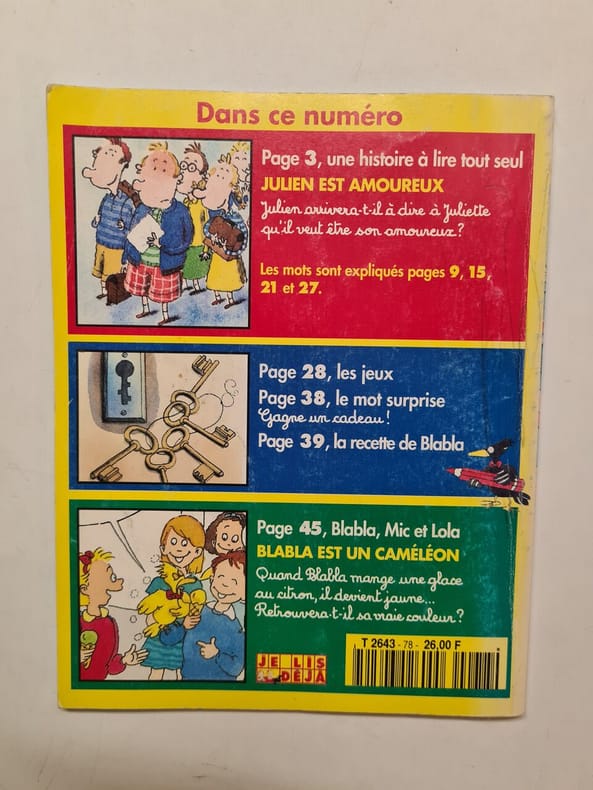 Dans ce numéro
Page 3, une histoire à lire tout seul
JULIEN EST AMOUREUX
Julien arrivera-t-il à dire à Juliette
qu'il veut être son amoureux?
Les mots sont expliqués pages 9, 15,
21 et 27.
Page 28, les jeux
Page 38, le mot surprise
Gagne un cadeau!
Page 39, la recette de Blabla
Page 45, Blabla, Mic et Lola
BLABLA EST UN CAMÉLÉON
Quand Blabla mange une glace
au citron, il devient jaune...
Retrouvera-t-il sa vraie couleur?
T 2643 - 78 - 26,00 F
JE LIS
DÉJÀ